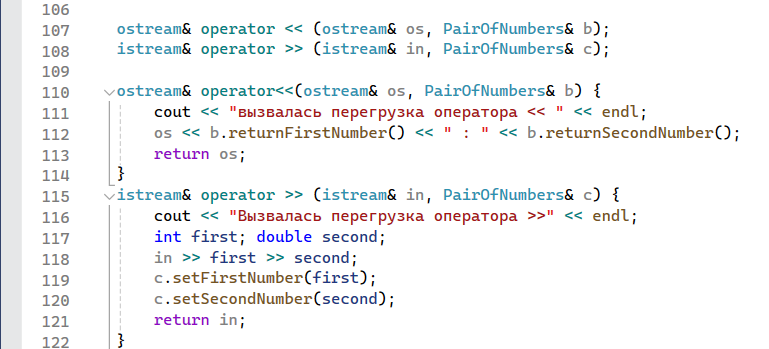 106
107 ostream& operator << (ostream& os, PairOfNumbers& b);
108 istream& operator >> (istream& in, PairOfNumbers& c);
109
110 ostream& operator<<(ostream& os, PairOfNumbers& b) {
111 cout << "вызвалась перегрузка оператора << " << endl;
112 os << b.returnFirstNumber() << " : " << b.returnSecondNumber();
113 return os;
114 }
115 istream& operator >> (istream& in, PairOfNumbers& c) {
116 cout << "Вызвалась перегрузка оператора >>" << endl;
117 int first; double second;
118 in >> first >> second;
119 c.setFirstNumber(first);
120 c.setSecondNumber(second);
121 return in;
122 }